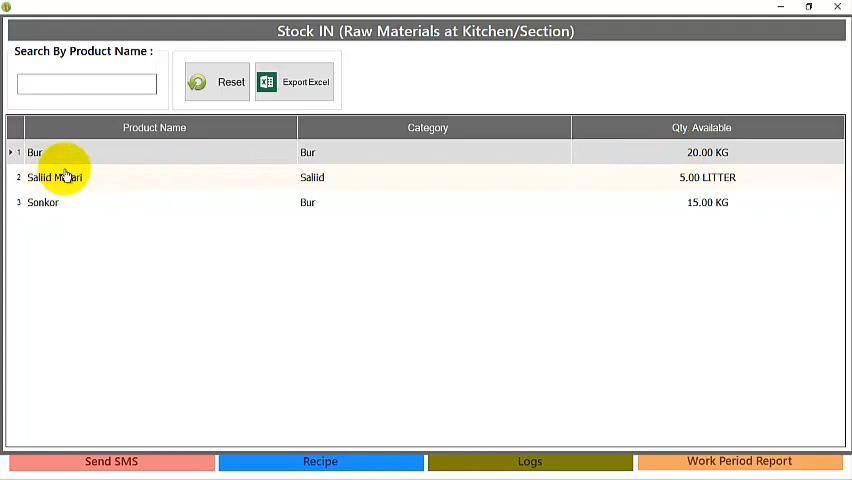 Stock IN (Raw Materials at Kitchen/Section)
Search By Product Name :
Reset
Export Excel
Product Name Category Qty. Available
1 Bur Bur 20.00 KG
2 Saliid Saliid 5.00 LITTER
3 Sonkor Bur 15.00 KG
Send SMS Recipe Logs Work Period Report